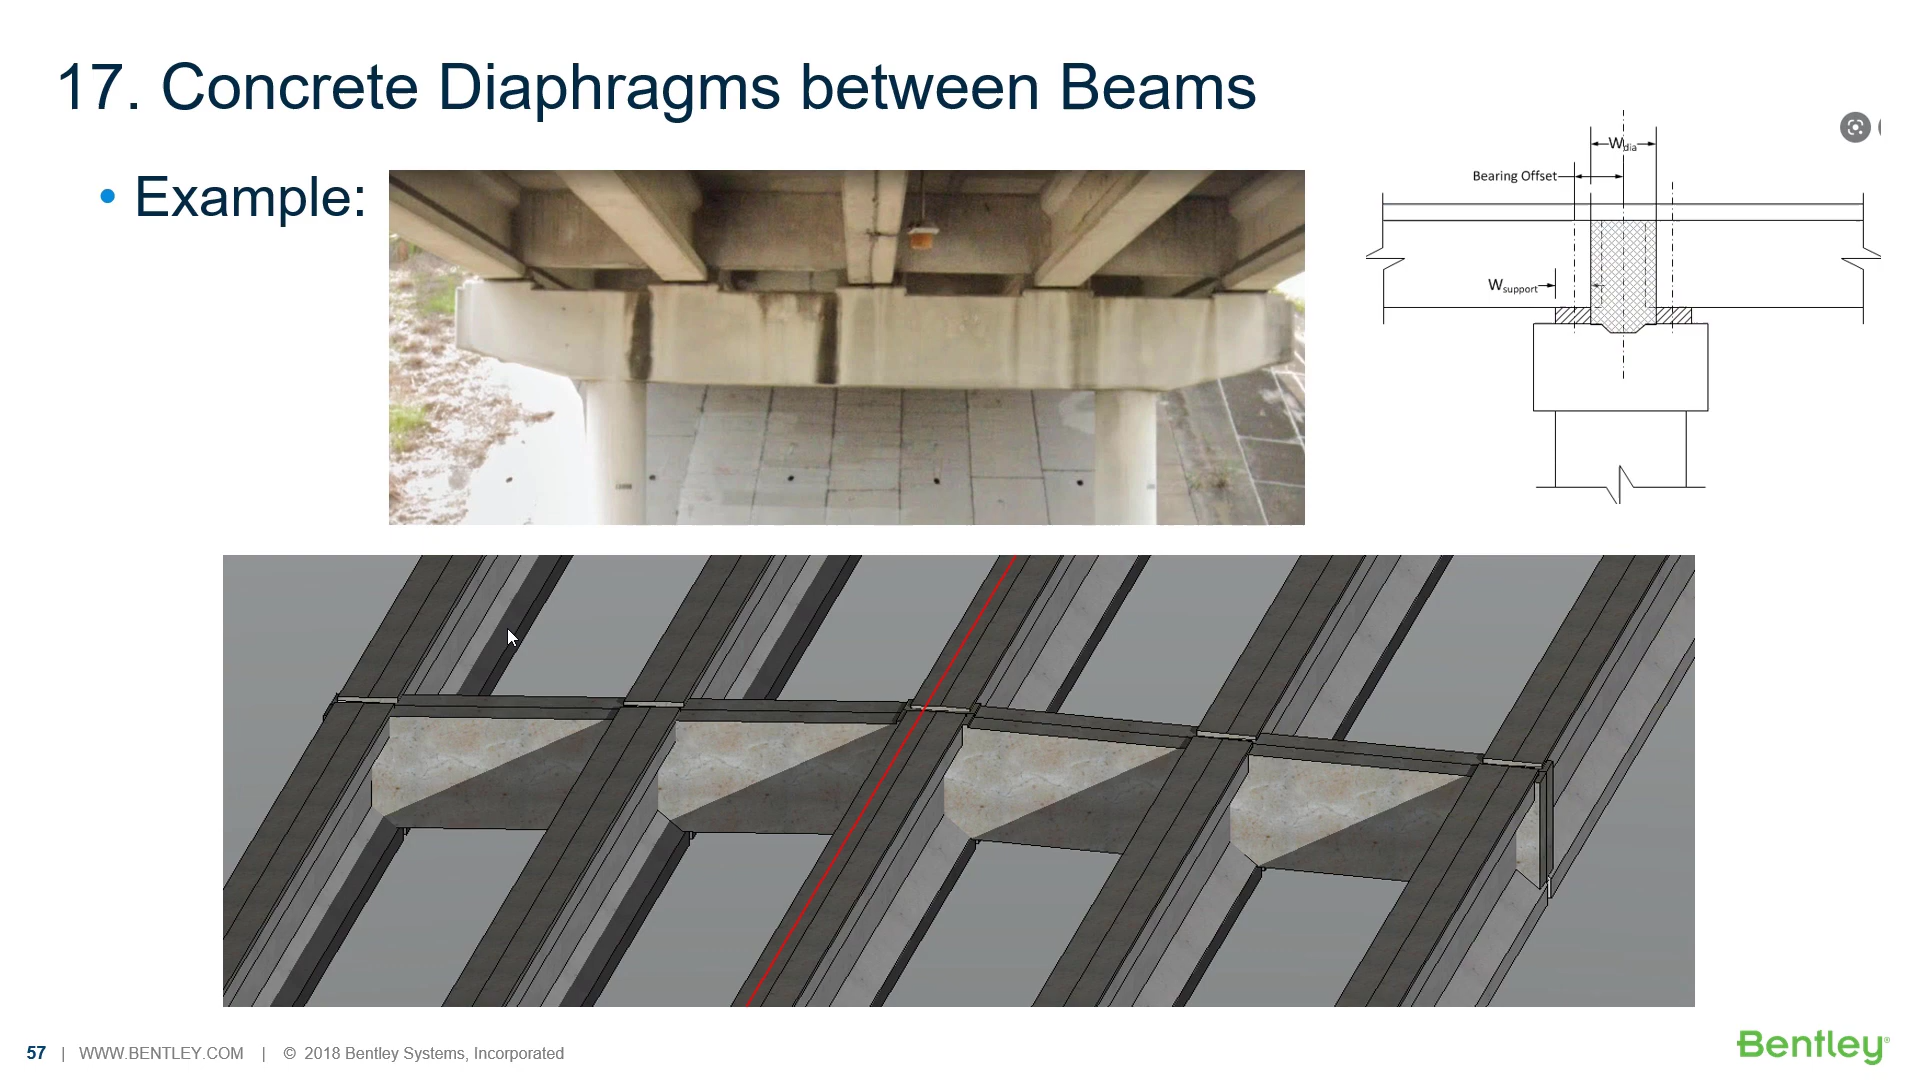 17. Concrete Diaphragms between Beams
• Example:
Wdia
Bearing Offset
Wsupport
57 | WWW.BENTLEY.COM | © 2018 Bentley Systems, Incorporated
Bentley®